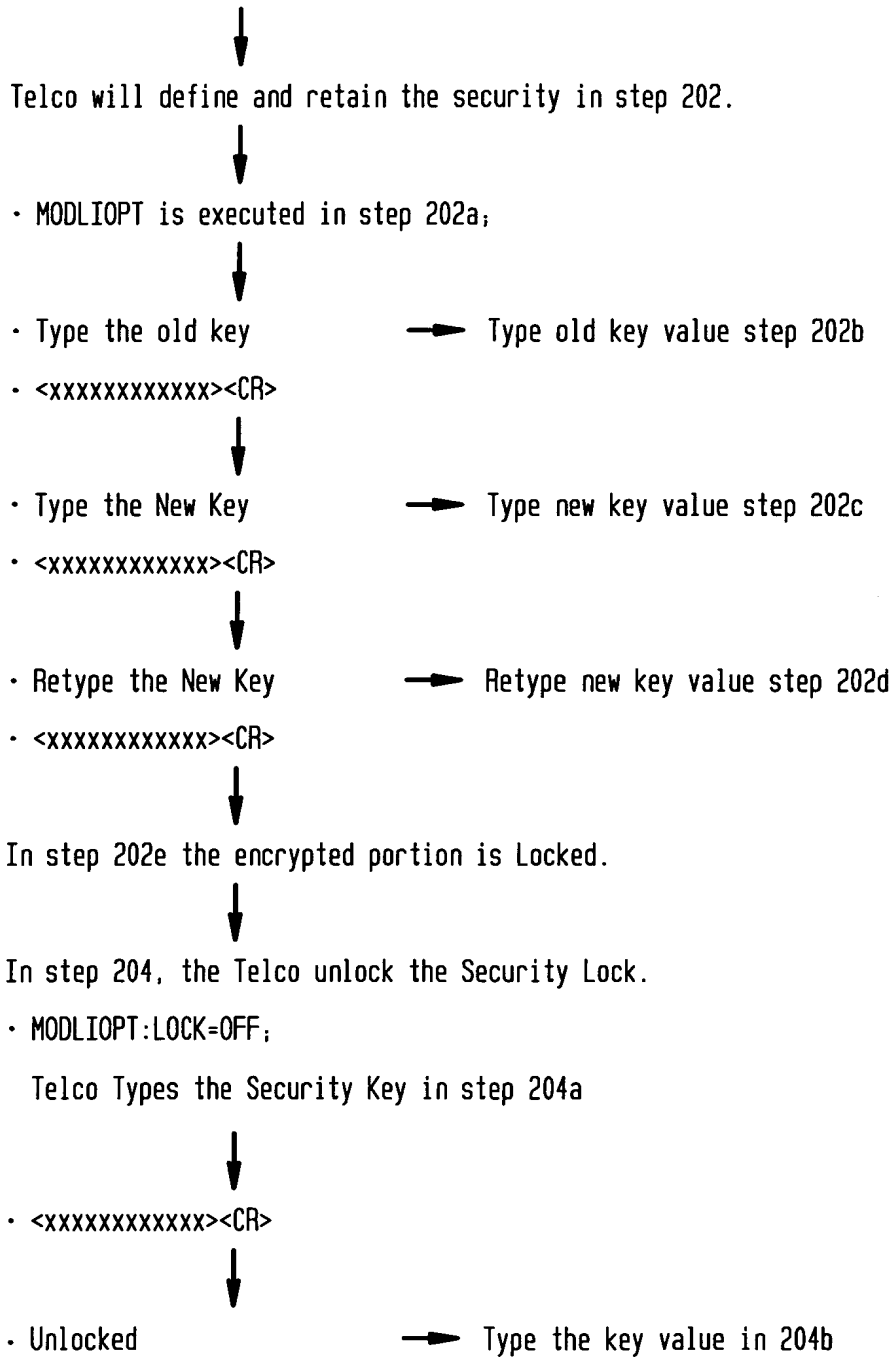 Telco will define and retain the security in step 202.
· MODLIOPT is executed in step 202a;
· Type the old key → Type old key value step 202b
· <xxxxxxxxxxxx><CR>
· Type the New Key → Type new key value step 202c
· <xxxxxxxxxxxx><CR>
· Retype the New Key → Retype new key value step 202d
· <xxxxxxxxxxxx><CR>
In step 202e the encrypted portion is Locked.
In step 204, the Telco unlock the Security Lock.
· MODLIOPT:LOCK=OFF;
Telco Types the Security Key in step 204a
· <xxxxxxxxxxxx><CR>
· Unlocked → Type the key value in 204b